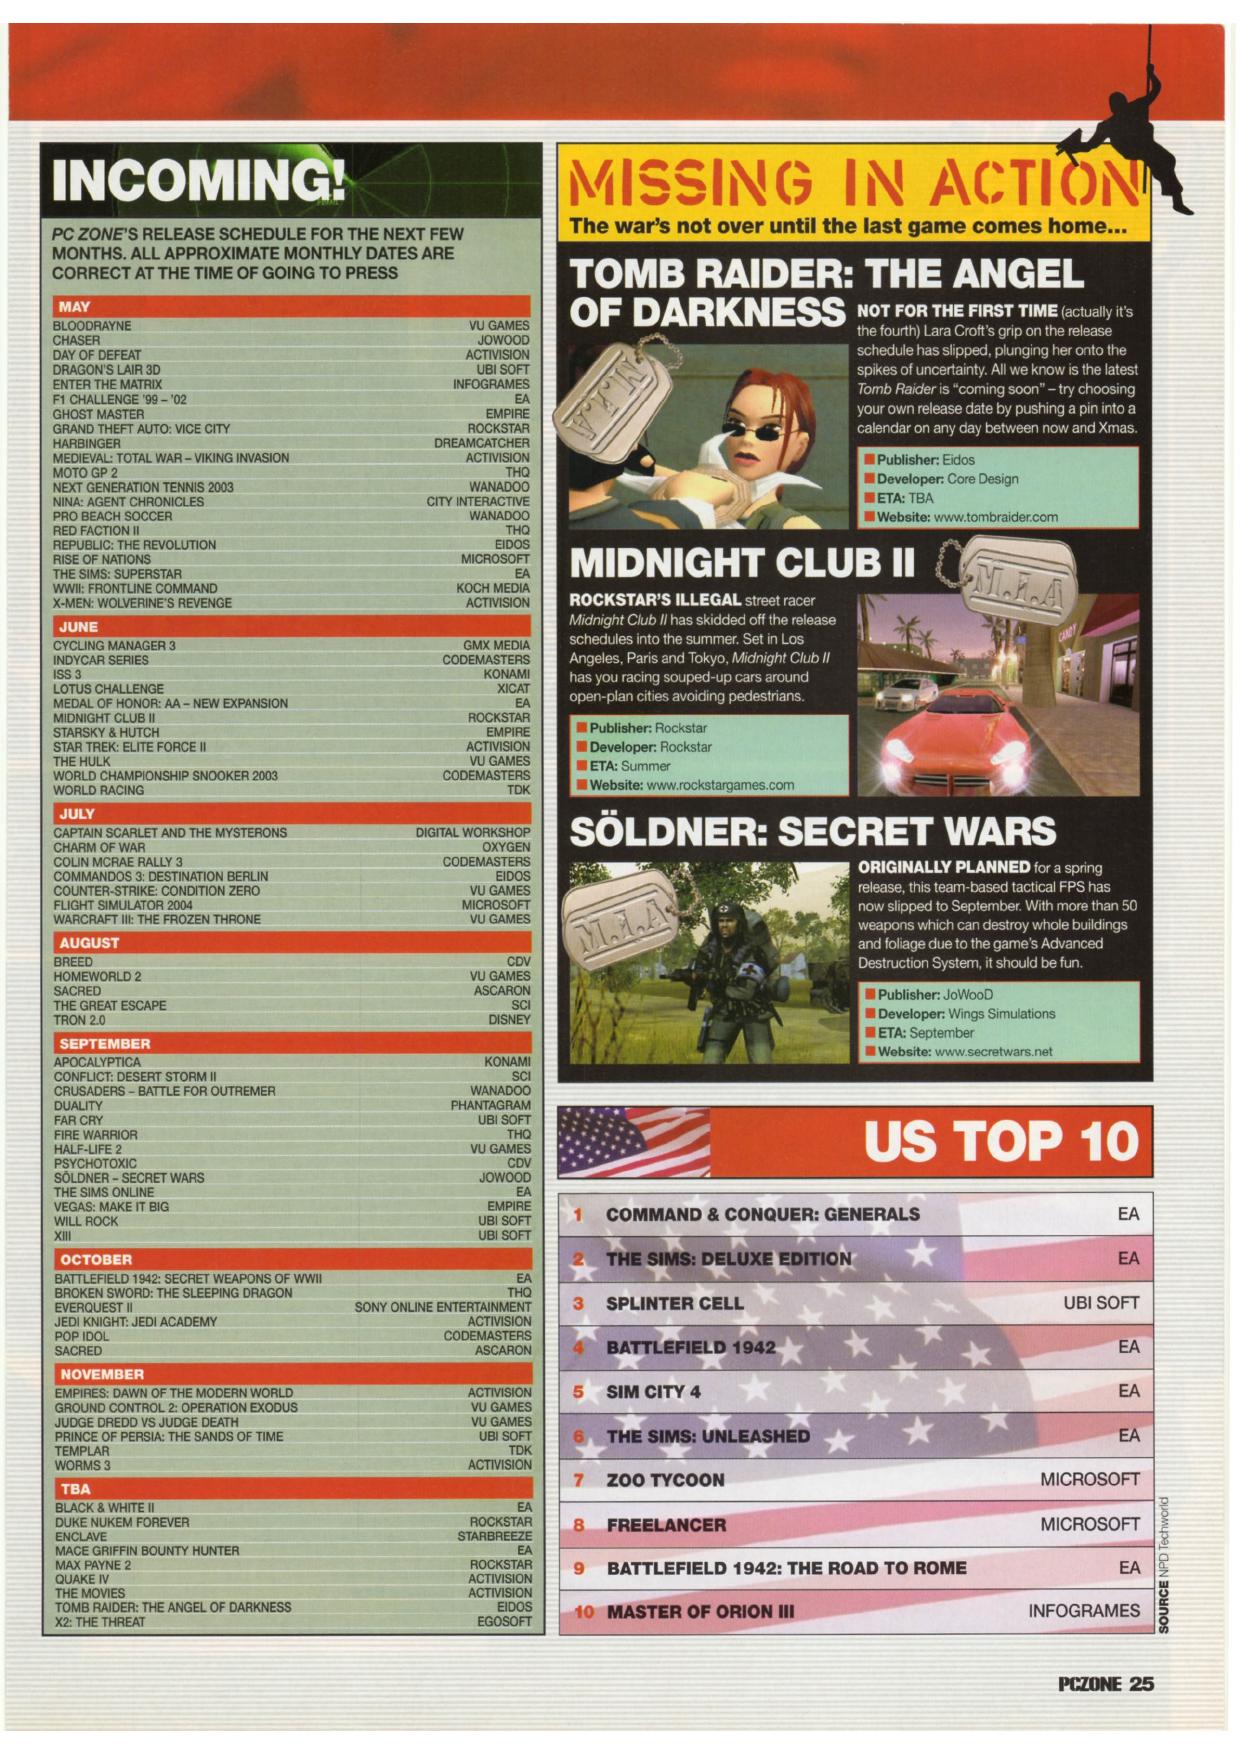 INCOMING!
PC ZONE'S RELEASE SCHEDULE FOR THE NEXT FEW
MONTHS. ALL APPROXIMATE MONTHLY DATES ARE
CORRECT AT THE TIME OF GOING TO PRESS
MAY
BLOODRAYNE VU GAMES
CHASER JOWOOD
DAY OF DEFEAT ACTIVISION
DRAGON'S LAIR 3D UBI SOFT
ENTER THE MATRIX INFOGRAMES
F1 CHALLENGE '99 – '02 EA
GHOST MASTER EMPIRE
GRAND THEFT AUTO: VICE CITY ROCKSTAR
HARBINGER DREAMCATCHER
MEDIEVAL: TOTAL WAR – VIKING INVASION ACTIVISION
MOTO GP 2 THQ
NEXT GENERATION TENNIS 2003 WANADOO
NINA: AGENT CHRONICLES CITY INTERACTIVE
PRO BEACH SOCCER WANADOO
RED FACTION II THQ
REPUBLIC: THE REVOLUTION EIDOS
RISE OF NATIONS MICROSOFT
THE SIMS: SUPERSTAR EA
WWII: FRONTLINE COMMAND KOCH MEDIA
X-MEN: WOLVERINE'S REVENGE ACTIVISION
JUNE
CYCLING MANAGER 3 GMX MEDIA
INDYCAR SERIES CODEMASTERS
ISS 3 KONAMI
LOTUS CHALLENGE XICAT
MEDAL OF HONOR: AA – NEW EXPANSION EA
MIDNIGHT CLUB II ROCKSTAR
STARSKY & HUTCH EMPIRE
STAR TREK: ELITE FORCE II ACTIVISION
THE HULK VU GAMES
WORLD CHAMPIONSHIP SNOOKER 2003 CODEMASTERS
WORLD RACING TDK
JULY
CAPTAIN SCARLET AND THE MYSTERONS DIGITAL WORKSHOP
CHARM OF WAR OXYGEN
COLIN MCRAE RALLY 3 CODEMASTERS
COMMANDOS 3: DESTINATION BERLIN EIDOS
COUNTER-STRIKE: CONDITION ZERO VU GAMES
FLIGHT SIMULATOR 2004 MICROSOFT
WARCRAFT III: THE FROZEN THRONE VU GAMES
AUGUST
BREED CDV
HOMEWORLD 2 VU GAMES
SACRED ASCARON
THE GREAT ESCAPE SCI
TRON 2.0 DISNEY
SEPTEMBER
APOCALYPTICA KONAMI
CONFLICT: DESERT STORM II SCI
CRUSADERS – BATTLE FOR OUTREMER WANADOO
DUALITY PHANTAGRAM
FAR CRY UBI SOFT
FIRE WARRIOR THQ
HALF-LIFE 2 VU GAMES
PSYCHOTOXIC CDV
SÖLDNER – SECRET WARS JOWOOD
THE SIMS ONLINE EA
VEGAS: MAKE IT BIG EMPIRE
WILL ROCK UBI SOFT
XIII UBI SOFT
OCTOBER
BATTLEFIELD 1942: SECRET WEAPONS OF WWII EA
BROKEN SWORD: THE SLEEPING DRAGON THQ
EVERQUEST II SONY ONLINE ENTERTAINMENT
JEDI KNIGHT: JEDI ACADEMY ACTIVISION
POP IDOL CODEMASTERS
SACRED ASCARON
NOVEMBER
EMPIRES: DAWN OF THE MODERN WORLD ACTIVISION
GROUND CONTROL 2: OPERATION EXODUS VU GAMES
JUDGE DREDD VS JUDGE DEATH VU GAMES
PRINCE OF PERSIA: THE SANDS OF TIME UBI SOFT
TEMPLAR TDK
WORMS 3 ACTIVISION
TBA
BLACK & WHITE II EA
DUKE NUKEM FOREVER ROCKSTAR
ENCLAVE STARBREEZE
MACE GRIFFIN BOUNTY HUNTER EA
MAX PAYNE 2 ROCKSTAR
QUAKE IV ACTIVISION
THE MOVIES ACTIVISION
TOMB RAIDER: THE ANGEL OF DARKNESS EIDOS
X2: THE THREAT EGOSOFT
MISSING IN ACTION
The war's not over until the last game comes home...
TOMB RAIDER: THE ANGEL
OF DARKNESS
M.I.A
NOT FOR THE FIRST TIME (actually it's
the fourth) Lara Croft's grip on the release
schedule has slipped, plunging her onto the
spikes of uncertainty. All we know is the latest
Tomb Raider is "coming soon" – try choosing
your own release date by pushing a pin into a
calendar on any day between now and Xmas.
Publisher: Eidos
Developer: Core Design
ETA: TBA
Website: www.tombraider.com
MIDNIGHT CLUB II
M.I.A
ROCKSTAR'S ILLEGAL street racer
Midnight Club II has skidded off the release
schedules into the summer. Set in Los
Angeles, Paris and Tokyo, Midnight Club II
has you racing souped-up cars around
open-plan cities avoiding pedestrians.
CANDY
Publisher: Rockstar
Developer: Rockstar
ETA: Summer
Website: www.rockstargames.com
SÖLDNER: SECRET WARS
M.I.A
ORIGINALLY PLANNED for a spring
release, this team-based tactical FPS has
now slipped to September. With more than 50
weapons which can destroy whole buildings
and foliage due to the game's Advanced
Destruction System, it should be fun.
Publisher: JoWooD
Developer: Wings Simulations
ETA: September
Website: www.secretwars.net
US TOP 10
1 COMMAND & CONQUER: GENERALS EA
2 THE SIMS: DELUXE EDITION EA
3 SPLINTER CELL UBI SOFT
4 BATTLEFIELD 1942 EA
5 SIM CITY 4 EA
6 THE SIMS: UNLEASHED EA
7 ZOO TYCOON MICROSOFT
8 FREELANCER MICROSOFT
9 BATTLEFIELD 1942: THE ROAD TO ROME EA
10 MASTER OF ORION III INFOGRAMES
SOURCE NPD Techworld
PCZONE 25